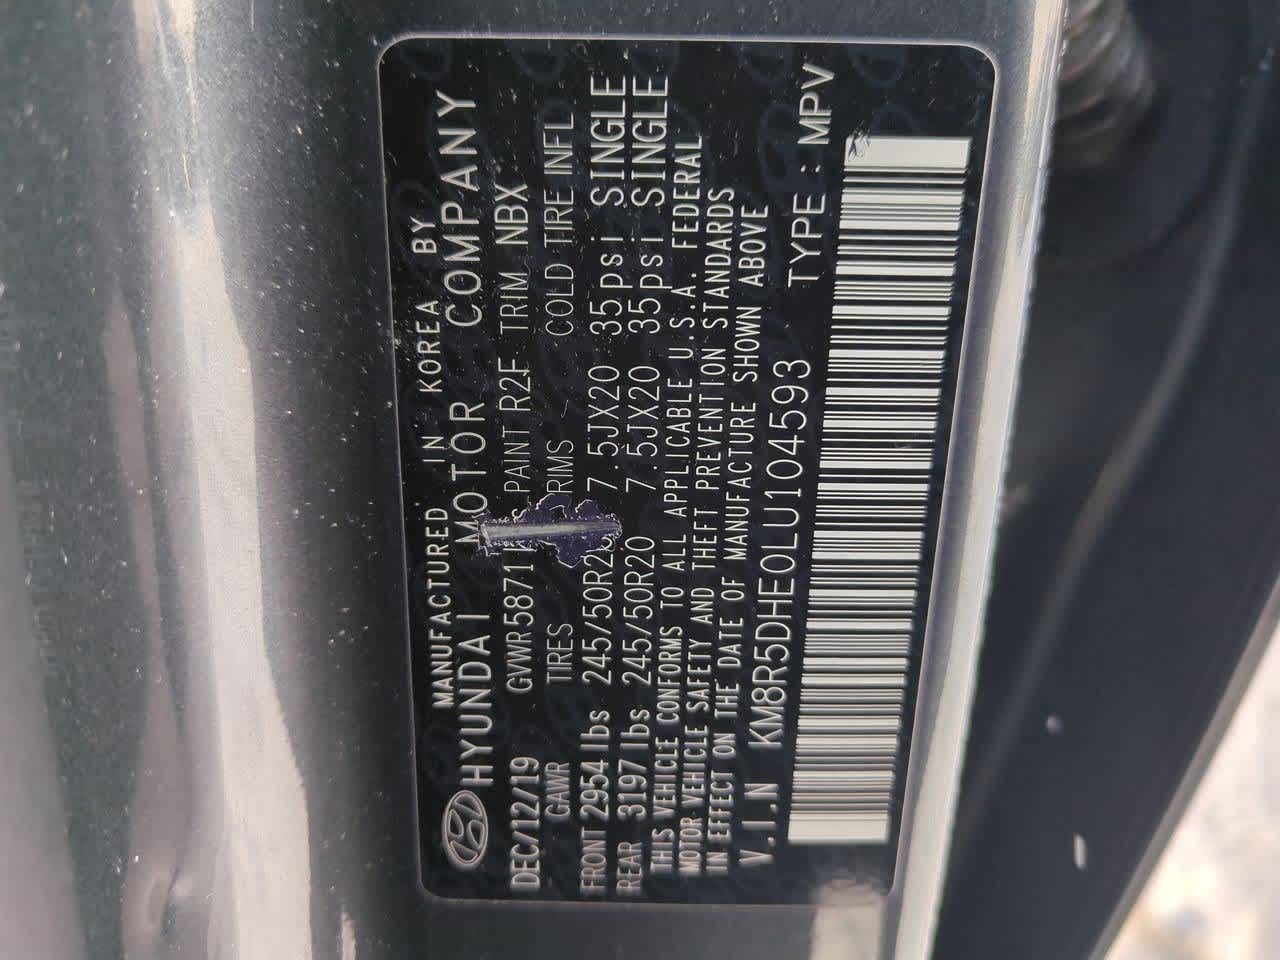 MANUFACTURED IN KOREA BY
HYUNDAI MOTOR COMPANY
DEC/12/19 GVWR5871 PAINT R2F TRIM NBX
GAWR TIRES RIMS COLD TIRE INFL
FRONT 2954 lbs 245/50R20 7.5JX20 35psi SINGLE
REAR 3197 lbs 245/50R20 7.5JX20 35psi SINGLE
THIS VEHICLE CONFORMS TO ALL APPLICABLE U.S.A. FEDERAL
MOTOR VEHICLE SAFETY AND THEFT PREVENTION STANDARDS
IN EFFECT ON THE DATE OF MANUFACTURE SHOWN ABOVE
V.I.N KM8R5DHE0LU104593 TYPE : MPV